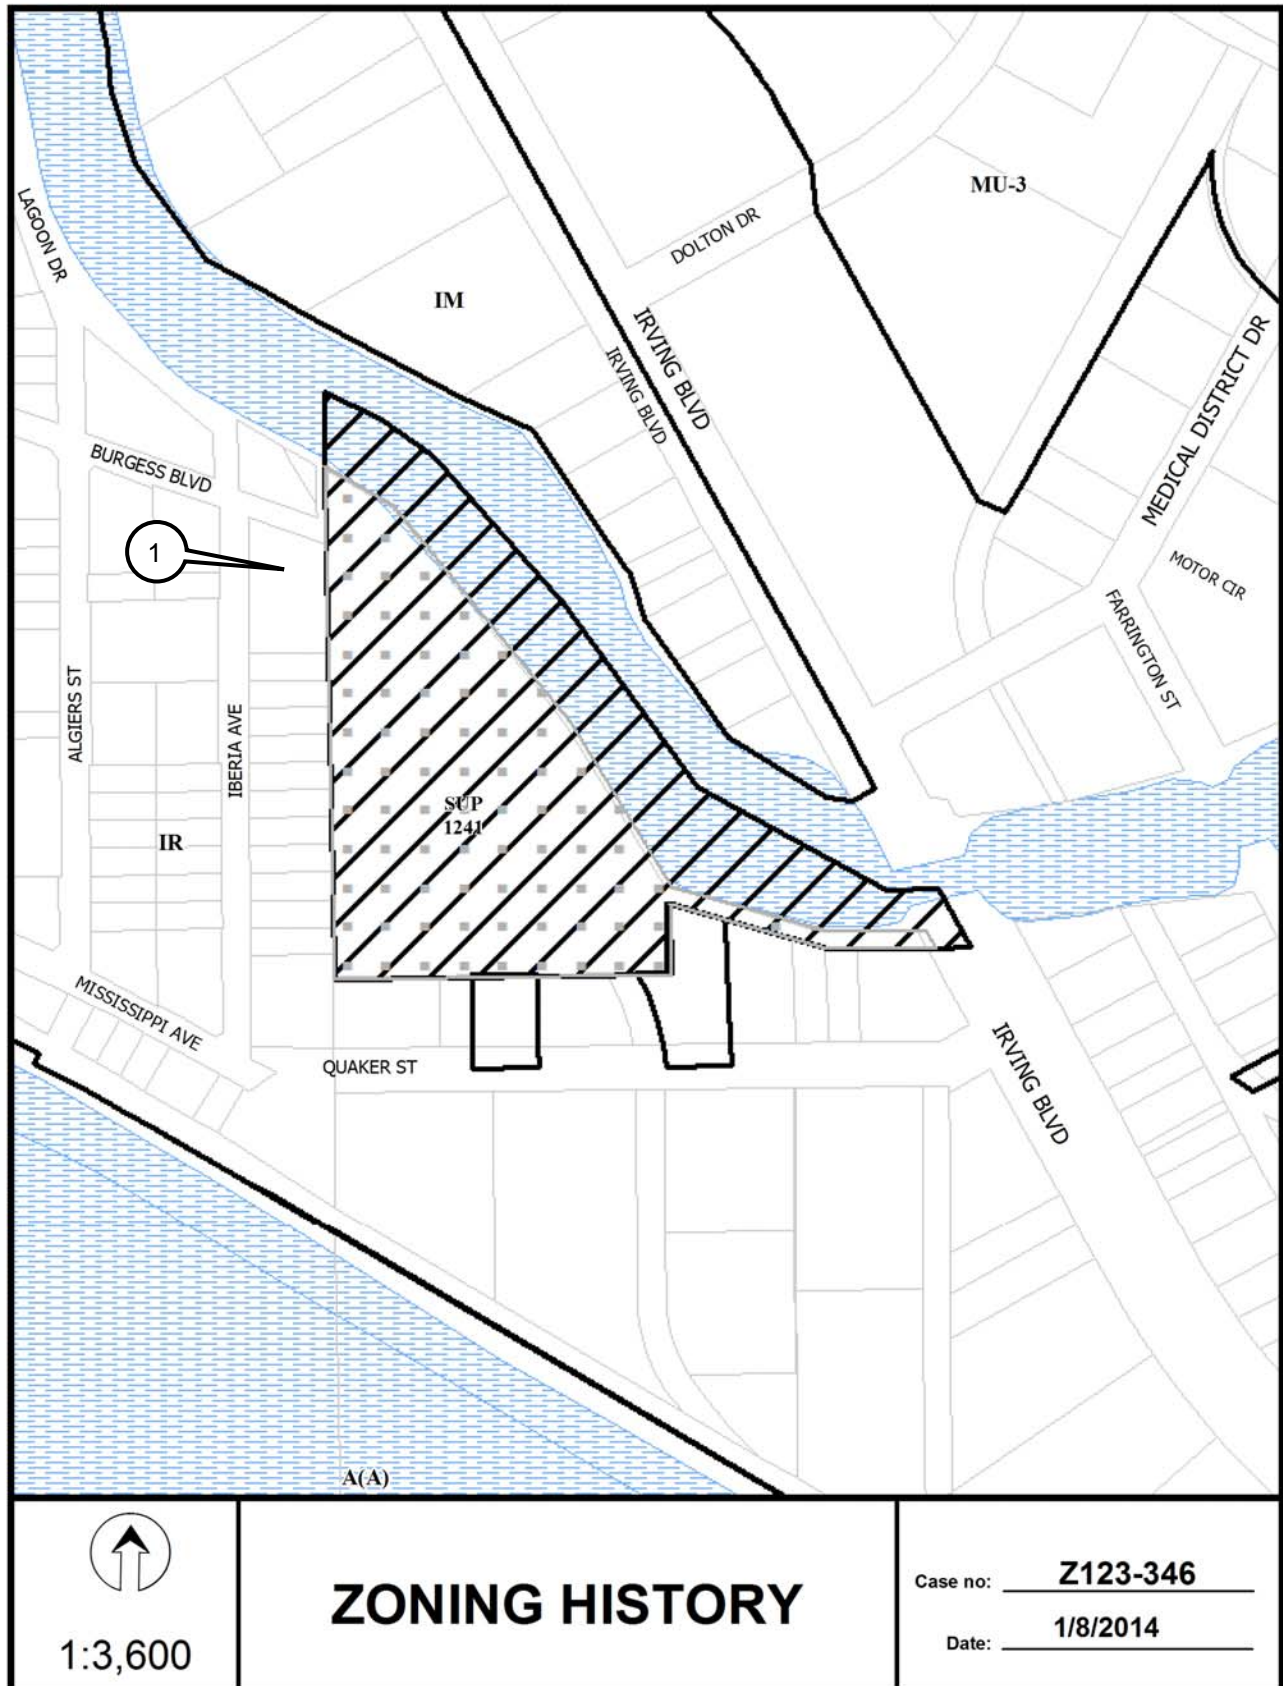 MU-3
LAGOON DR
DOLTON DR
IM
IRVING BLVD
IRVING BLVD
MEDICAL DISTRICT DR
BURGESS BLVD
1
MOTOR CIR
FARRINGTON ST
ALGIERS ST
IBERIA AVE
SUP
1241
IR
MISSISSIPPI AVE
QUAKER ST
IRVING BLVD
A(A)
1:3,600
ZONING HISTORY
Case no: Z123-346
Date: 1/8/2014